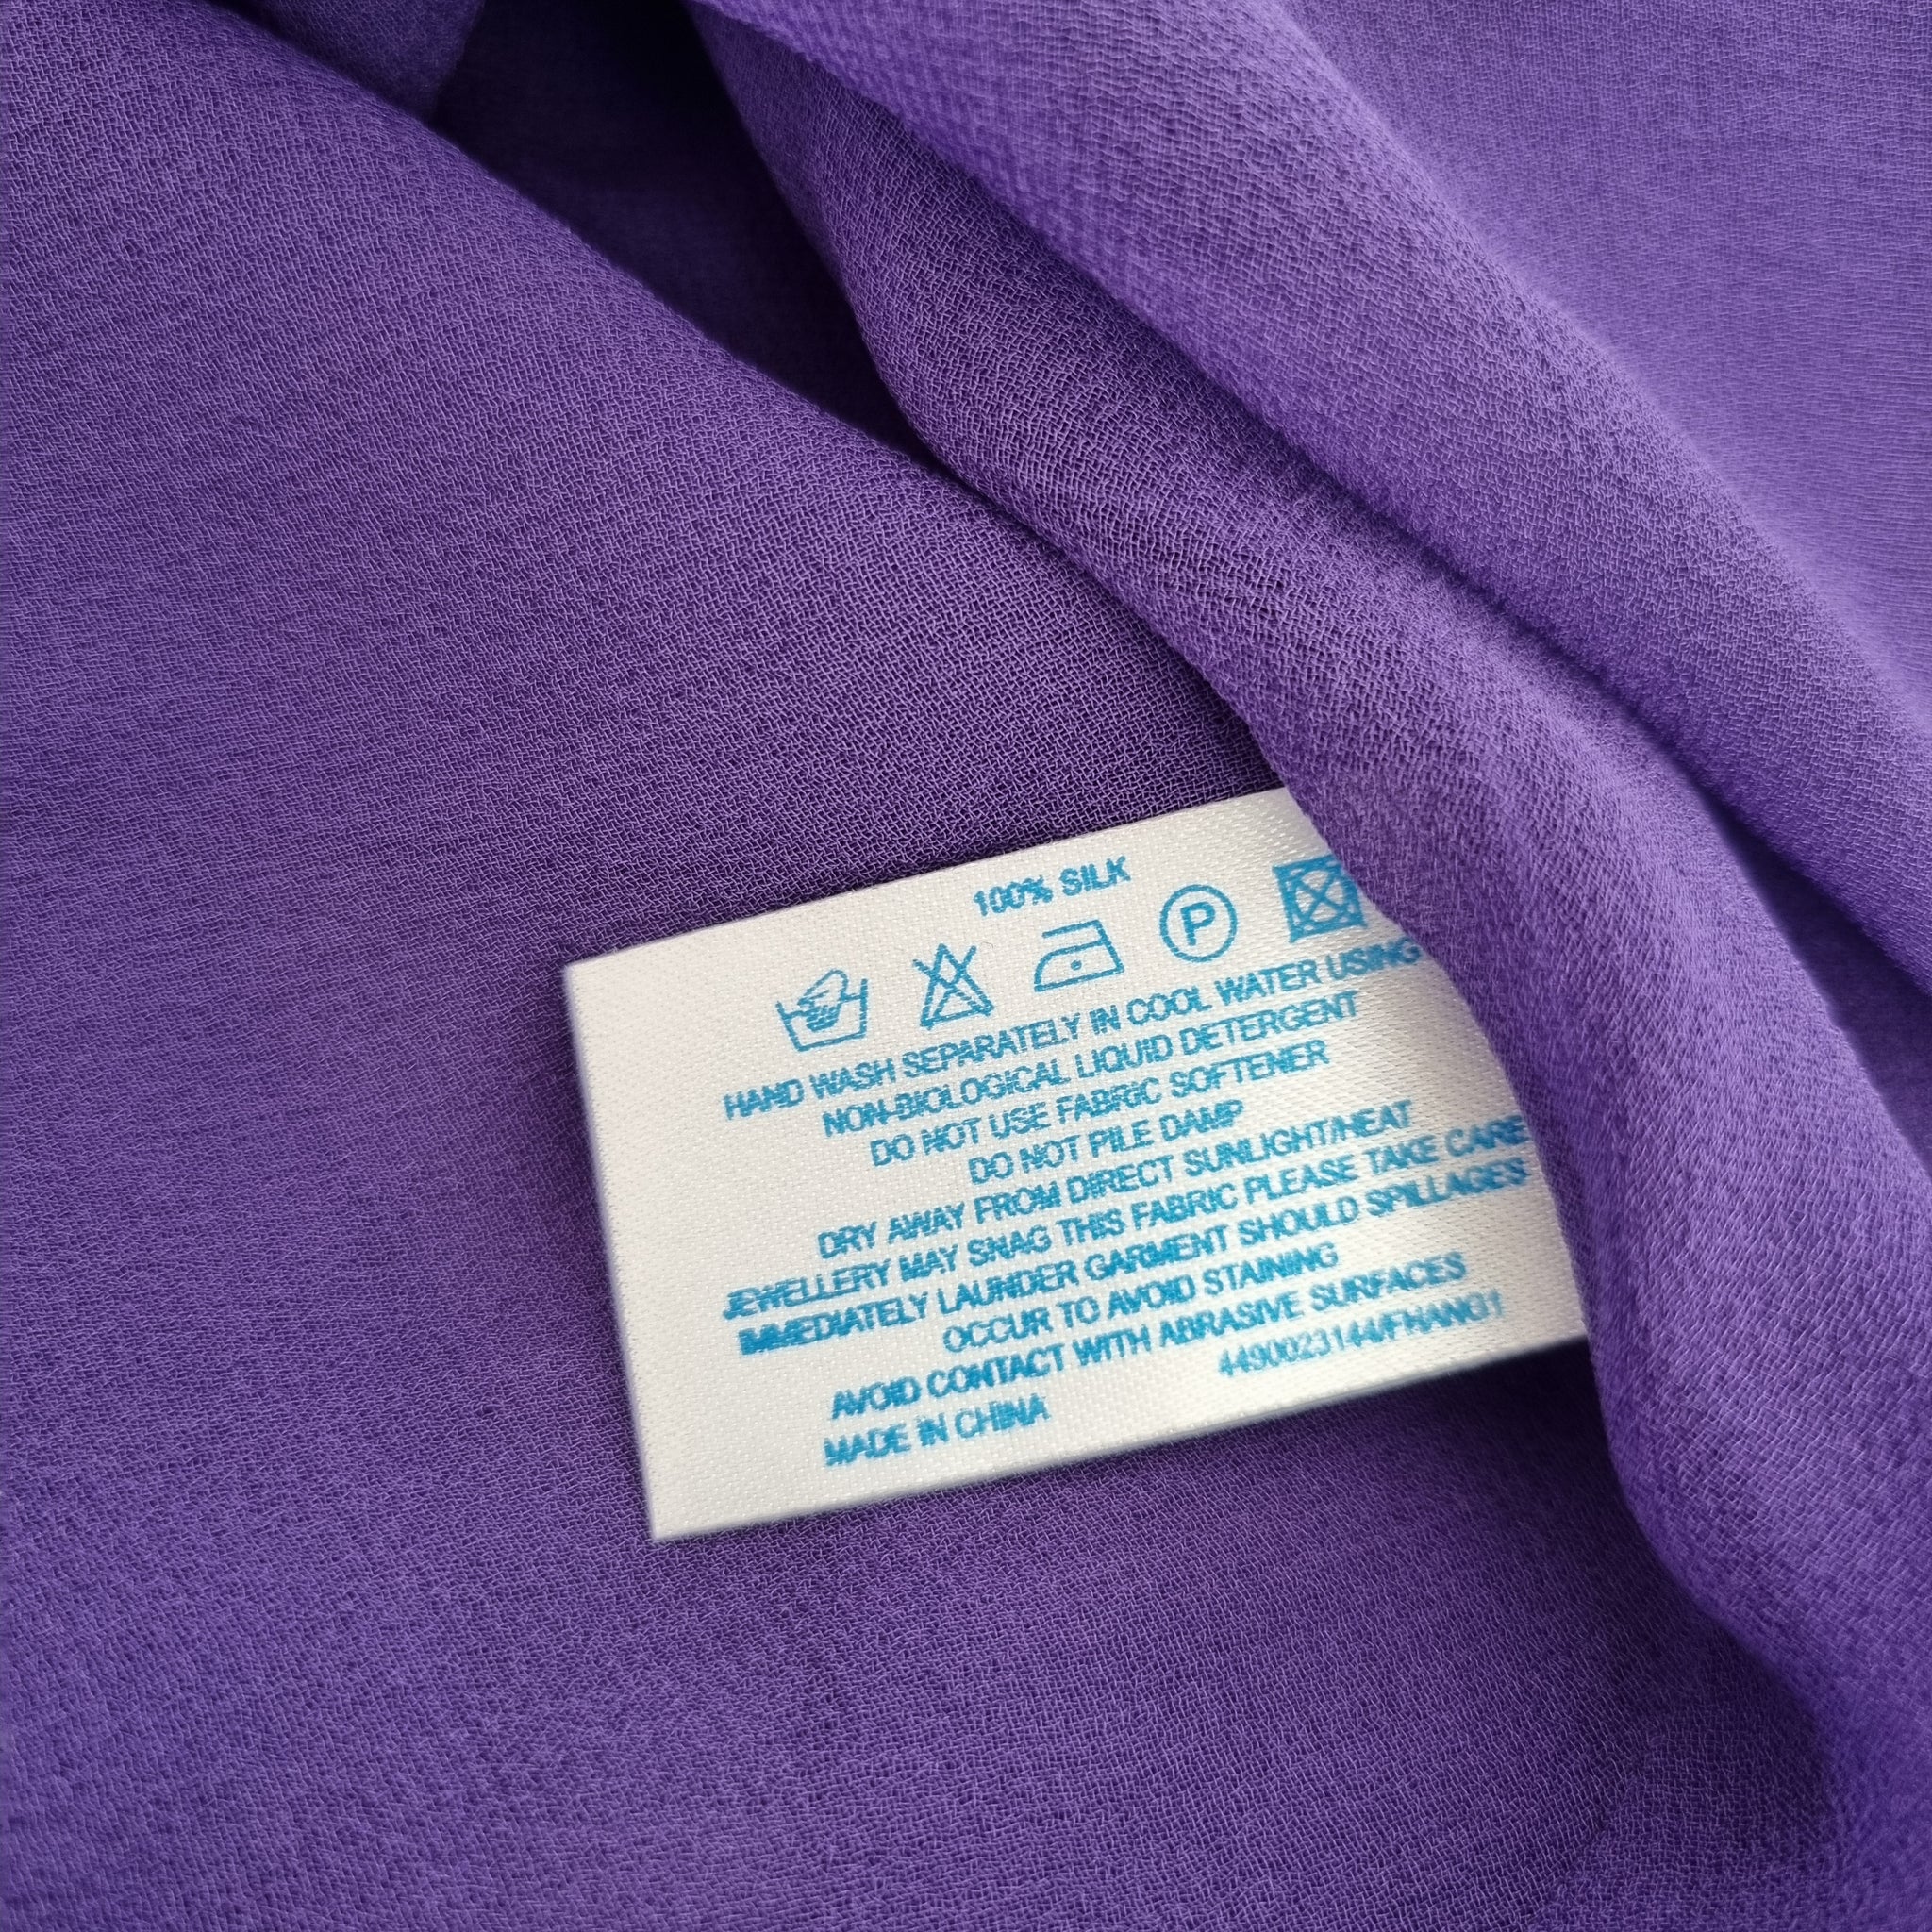 100% SILK
P
HAND WASH SEPARATELY IN COOL WATER USING
NON-BIOLOGICAL LIQUID DETERGENT
DO NOT USE FABRIC SOFTENER
DO NOT PILE DAMP
DRY AWAY FROM DIRECT SUNLIGHT/HEAT
JEWELLERY MAY SNAG THIS FABRIC PLEASE TAKE CARE
IMMEDIATELY LAUNDER GARMENT SHOULD SPILLAGES
OCCUR TO AVOID STAINING
AVOID CONTACT WITH ABRASIVE SURFACES
MADE IN CHINA